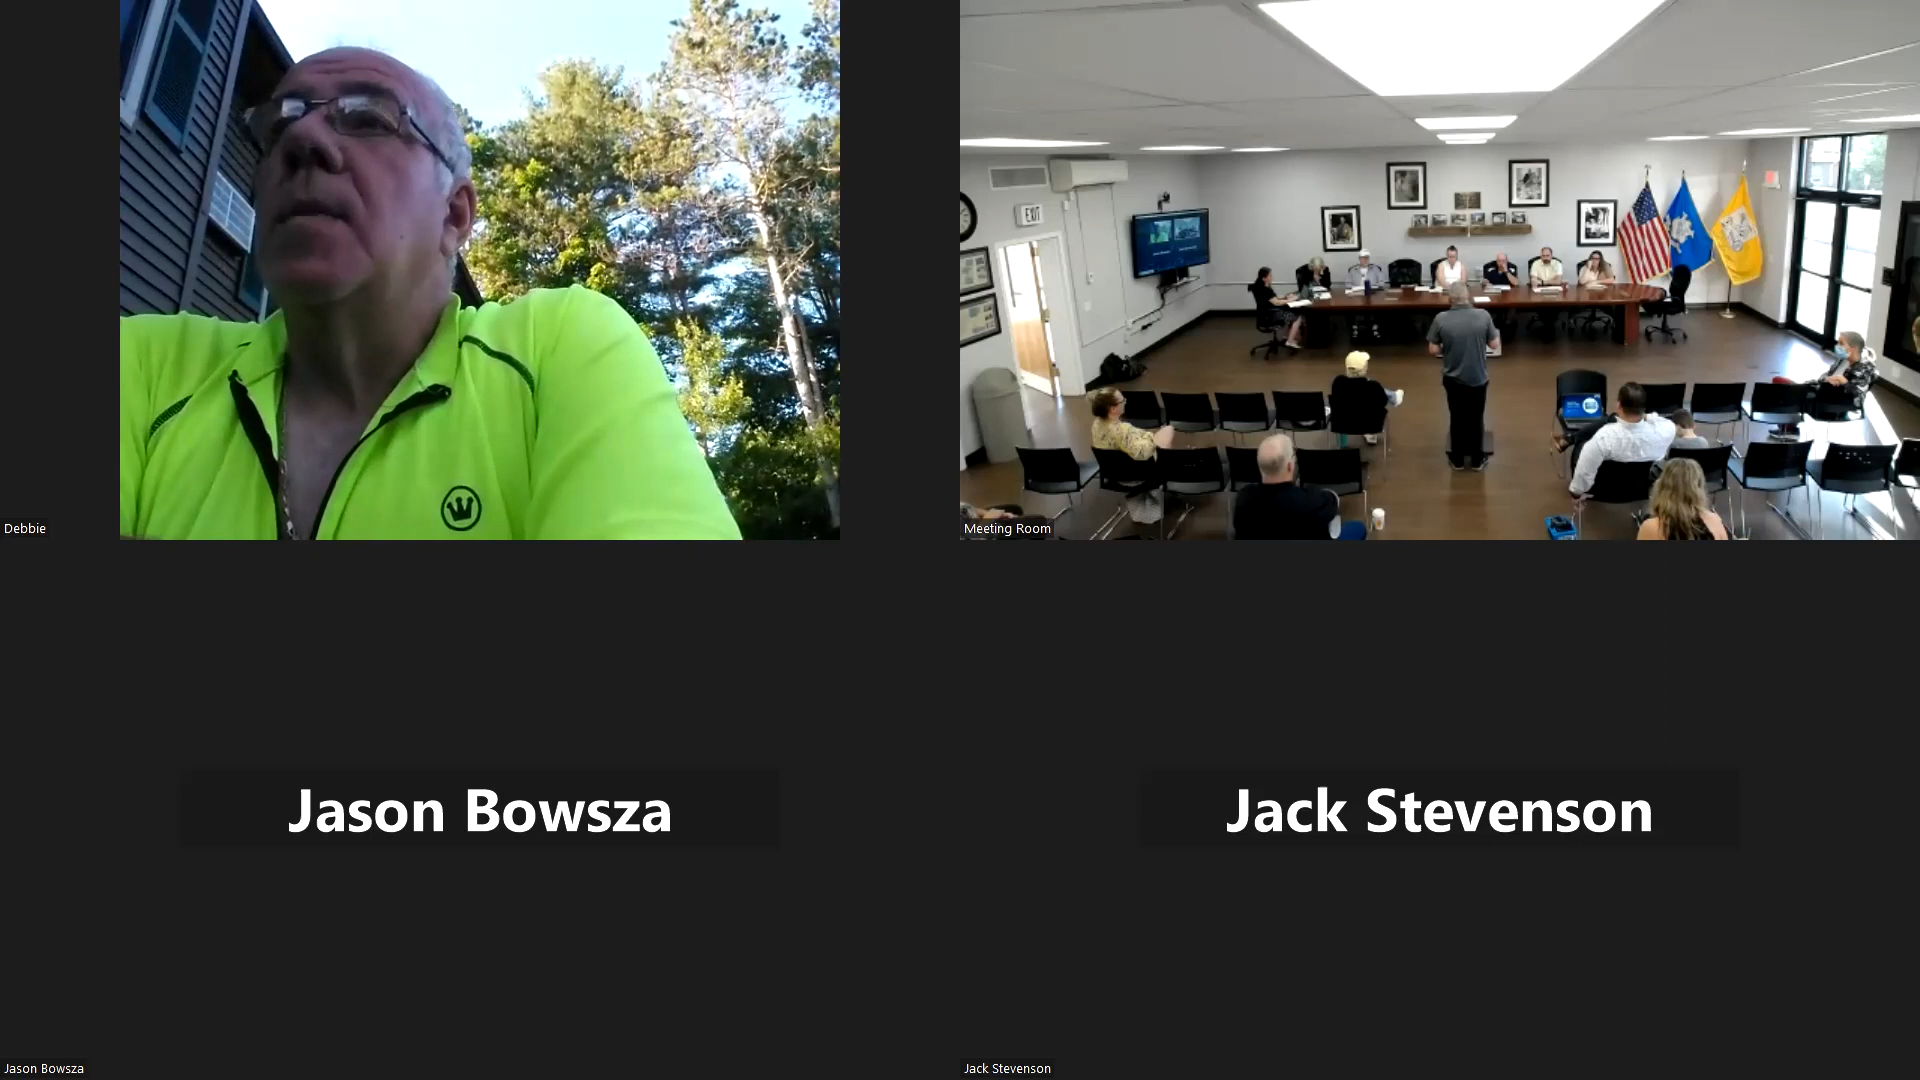 EXIT
Debbie
Meeting Room
Jason Bowsza
Jack Stevenson
Jason Bowsza
Jack Stevenson